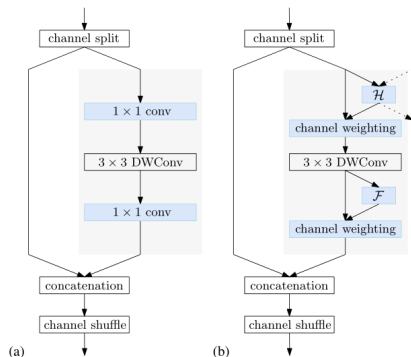 channel split
1 × 1 conv
3 × 3 DWConv
1 × 1 conv
concatenation
channel shuffle
(a)
channel split
ℋ
channel weighting
3 × 3 DWConv
ℱ
channel weighting
concatenation
channel shuffle
(b)